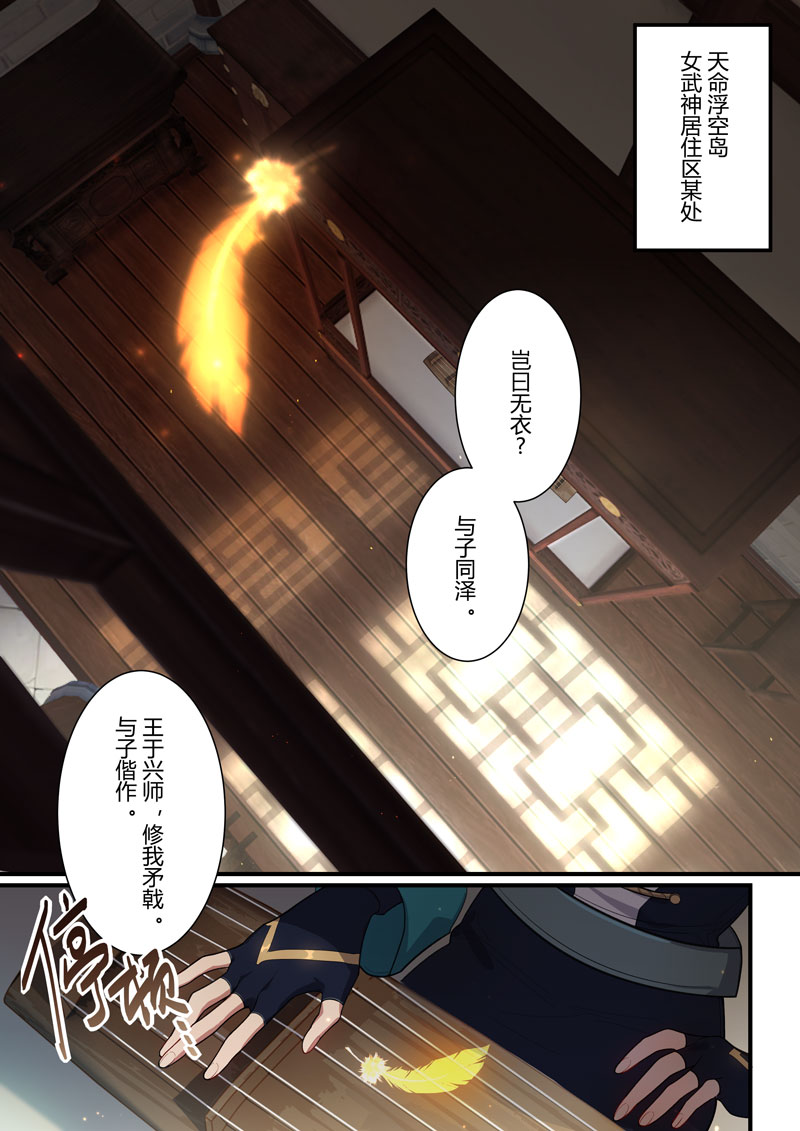 天命浮空岛
女武神居住区某处
岂曰无衣？
与子同泽。
王于兴师，修我矛戟。
与子偕作。
停顿…